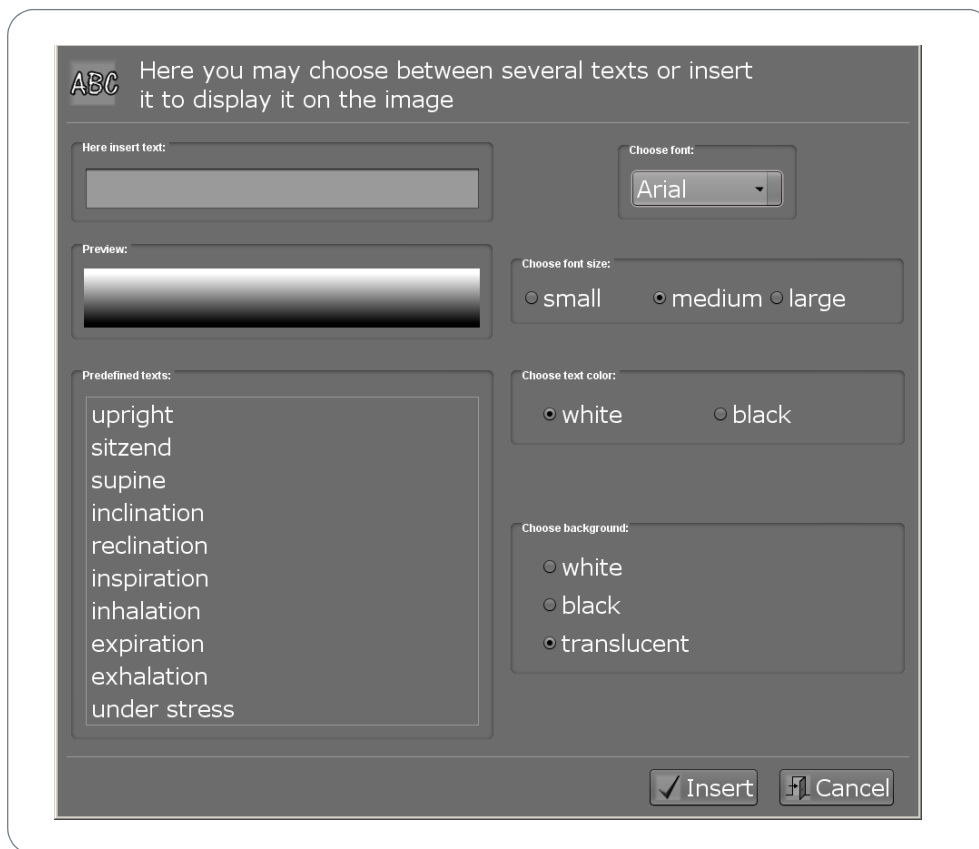 ABC
Here you may choose between several texts or insert
it to display it on the image
Here insert text:
Choose font:
Arial
Preview:
Choose font size:
small medium large
Predefined texts:
upright
sitzend
supine
inclination
reclination
inspiration
inhalation
expiration
exhalation
under stress
Choose text color:
white black
Choose background:
white
black
translucent
Insert Cancel